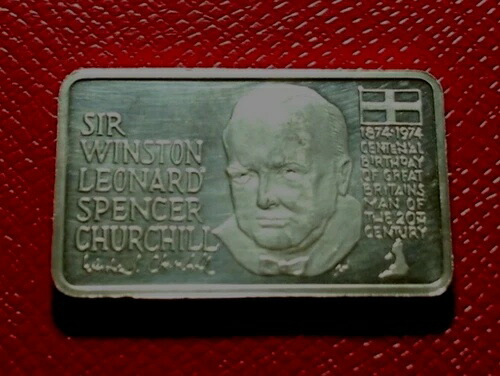 SIR
WINSTON
LEONARD
SPENCER
CHURCHILL
1874-1974
CENTENIAL
BIRTHDAY
OF GREAT
BRITAINS
MAN OF
THE 20TH
CENTURY